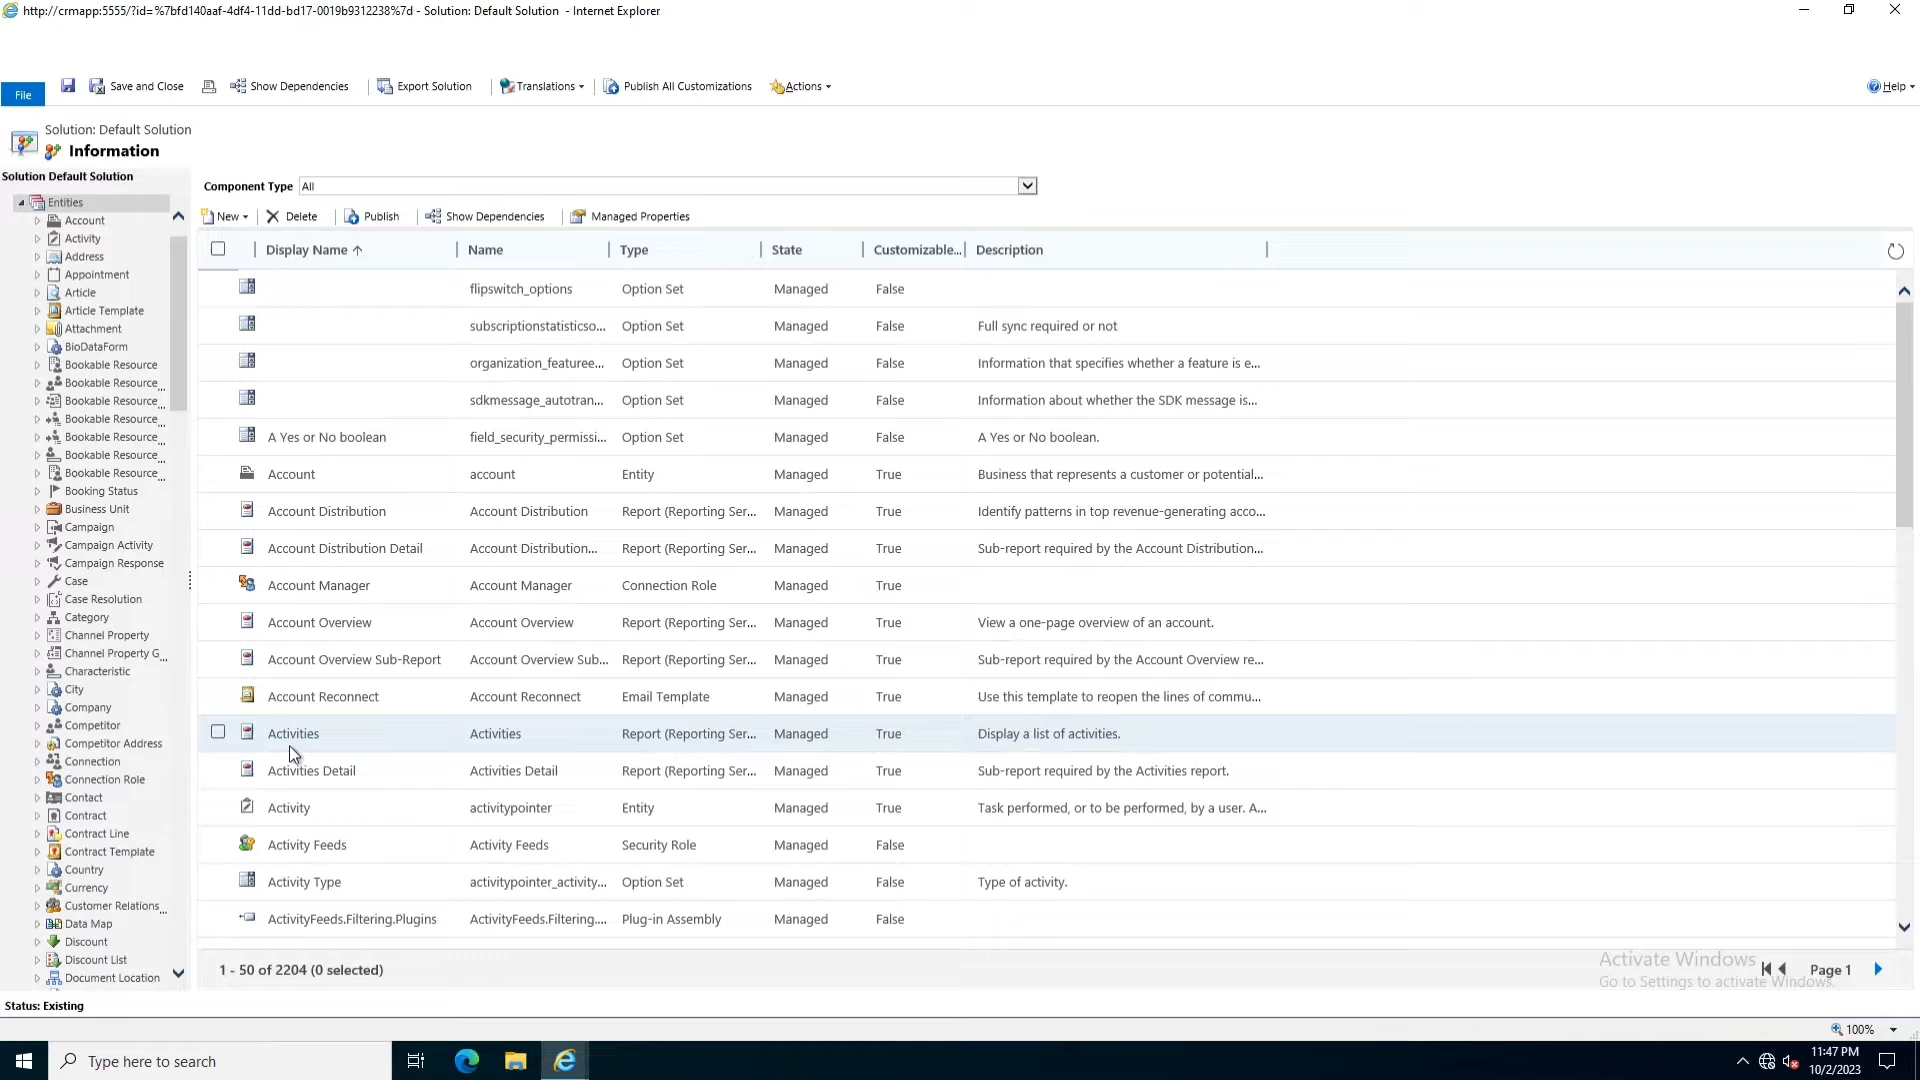 http://crmapp:5555/?id=%7bfd140aaf-4df4-11dd-bd17-0019b9312238%7d - Solution: Default Solution - Internet Explorer
File
Save and Close
Show Dependencies
Export Solution
Translations
Publish All Customizations
Actions
Help
Solution: Default Solution
Information
Solution Default Solution
Entities
Account
Activity
Address
Appointment
Article
Article Template
Attachment
BioDataForm
Bookable Resource
Bookable Resource...
Bookable Resource...
Bookable Resource...
Bookable Resource...
Bookable Resource...
Bookable Resource...
Booking Status
Business Unit
Campaign
Campaign Activity
Campaign Response
Case
Case Resolution
Category
Channel Property
Channel Property G...
Characteristic
City
Company
Competitor
Competitor Address
Connection
Connection Role
Contact
Contract
Contract Line
Contract Template
Country
Currency
Customer Relations...
Data Map
Discount
Discount List
Document Location
Component Type All
New Delete Publish Show Dependencies Managed Properties
Display Name Name Type State Customizable... Description
flipswitch_options Option Set Managed False
subscriptionstatisticso... Option Set Managed False Full sync required or not
organization_featuree... Option Set Managed False Information that specifies whether a feature is e...
sdkmessage_autotran... Option Set Managed False Information about whether the SDK message is...
A Yes or No boolean field_security_permissi... Option Set Managed False A Yes or No boolean.
Account account Entity Managed True Business that represents a customer or potential...
Account Distribution Account Distribution Report (Reporting Ser... Managed True Identify patterns in top revenue-generating acco...
Account Distribution Detail Account Distribution... Report (Reporting Ser... Managed True Sub-report required by the Account Distribution...
Account Manager Account Manager Connection Role Managed True
Account Overview Account Overview Report (Reporting Ser... Managed True View a one-page overview of an account.
Account Overview Sub-Report Account Overview Sub... Report (Reporting Ser... Managed True Sub-report required by the Account Overview re...
Account Reconnect Account Reconnect Email Template Managed True Use this template to reopen the lines of commu...
Activities Activities Report (Reporting Ser... Managed True Display a list of activities.
Activities Detail Activities Detail Report (Reporting Ser... Managed True Sub-report required by the Activities report.
Activity activitypointer Entity Managed True Task performed, or to be performed, by a user. A...
Activity Feeds Activity Feeds Security Role Managed False
Activity Type activitypointer_activity... Option Set Managed False Type of activity.
ActivityFeeds.Filtering.Plugins ActivityFeeds.Filtering.... Plug-in Assembly Managed False
1 - 50 of 2204 (0 selected)
Page 1
Activate Windows
Go to Settings to activate Windows.
Status: Existing
100%
Type here to search
11:47 PM
10/2/2023